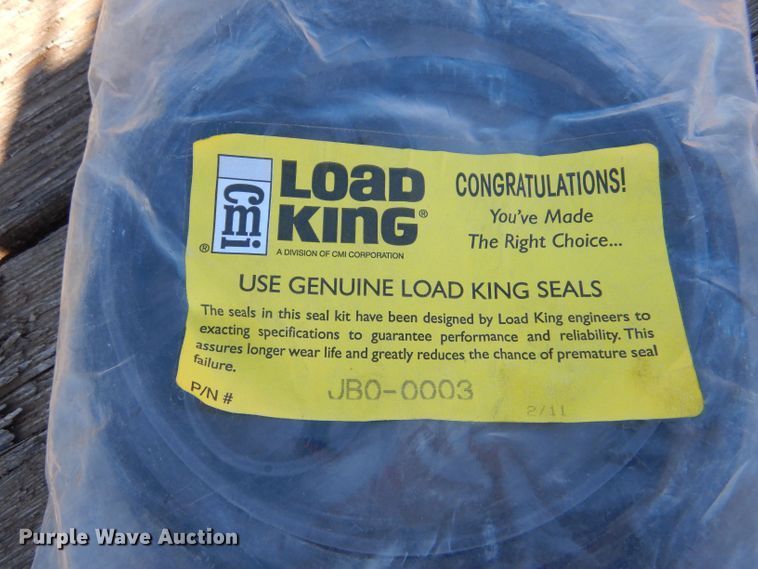 cmi®
LOAD
KING®
A DIVISION OF CMI CORPORATION
CONGRATULATIONS!
You've Made
The Right Choice...
USE GENUINE LOAD KING SEALS
The seals in this seal kit have been designed by Load King engineers to
exacting specifications to guarantee performance and reliability. This
assures longer wear life and greatly reduces the chance of premature seal
failure.
P/N # JBO-0003
2/11
Purple Wave Auction®